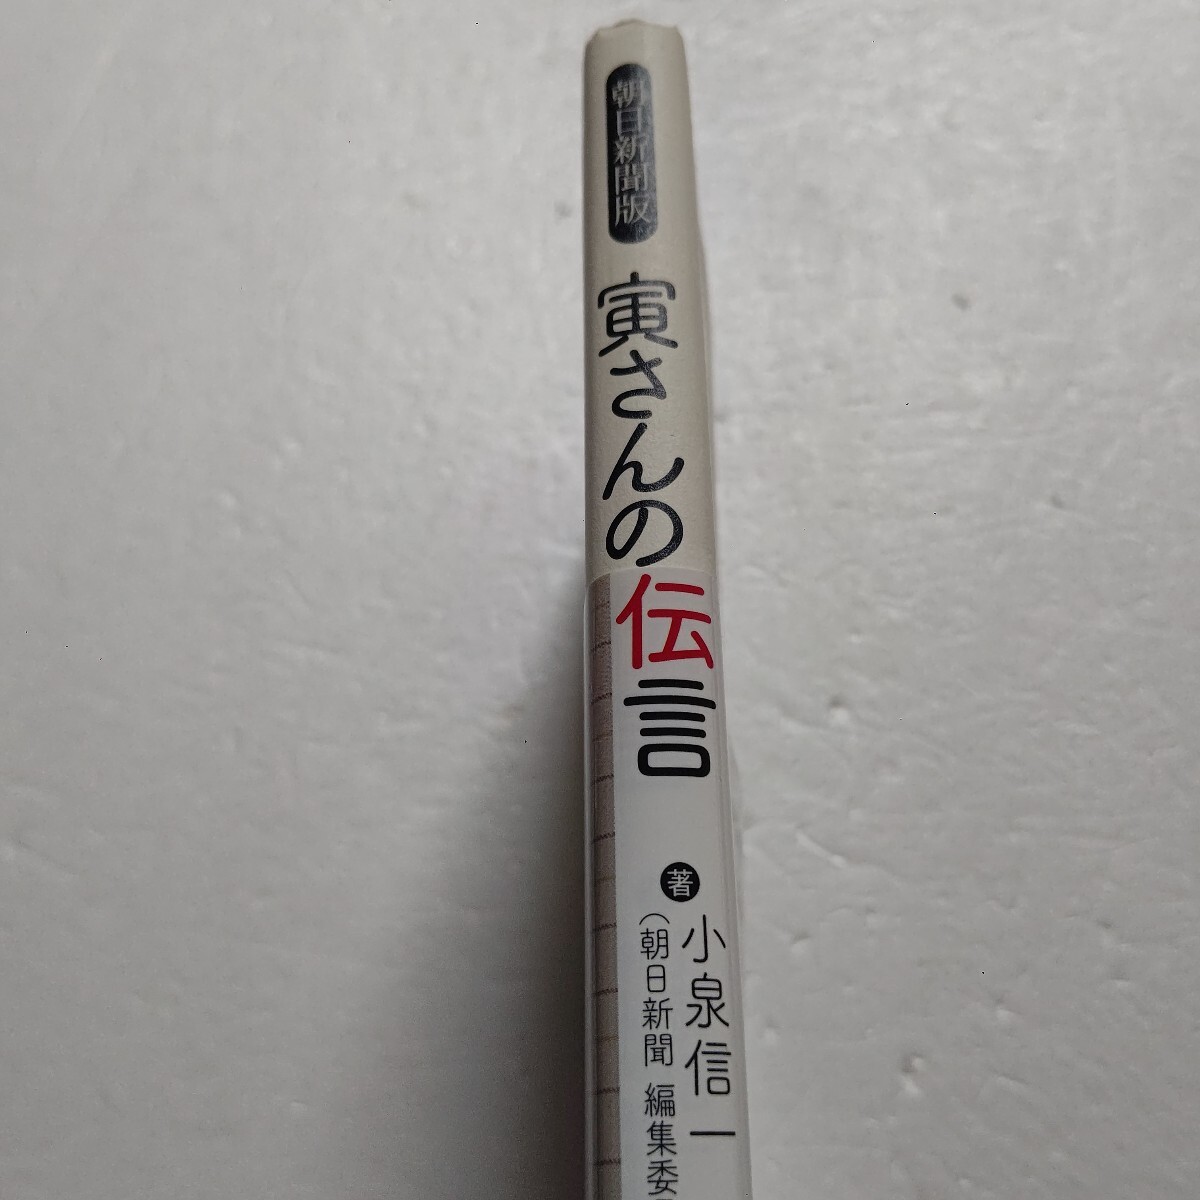 朝日新聞版
寅さんの伝言
著
小泉信一
(朝日新聞 編集委